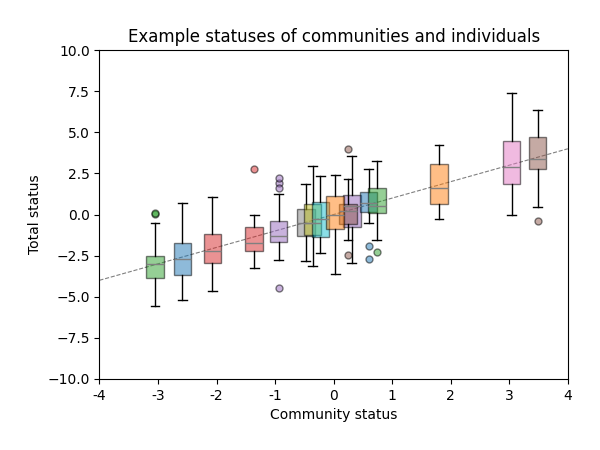 Example statuses of communities and individuals
10.0
7.5
5.0
2.5
0.0
−2.5
−5.0
−7.5
−10.0
Total status
-4 -3 -2 -1 0 1 2 3 4
Community status